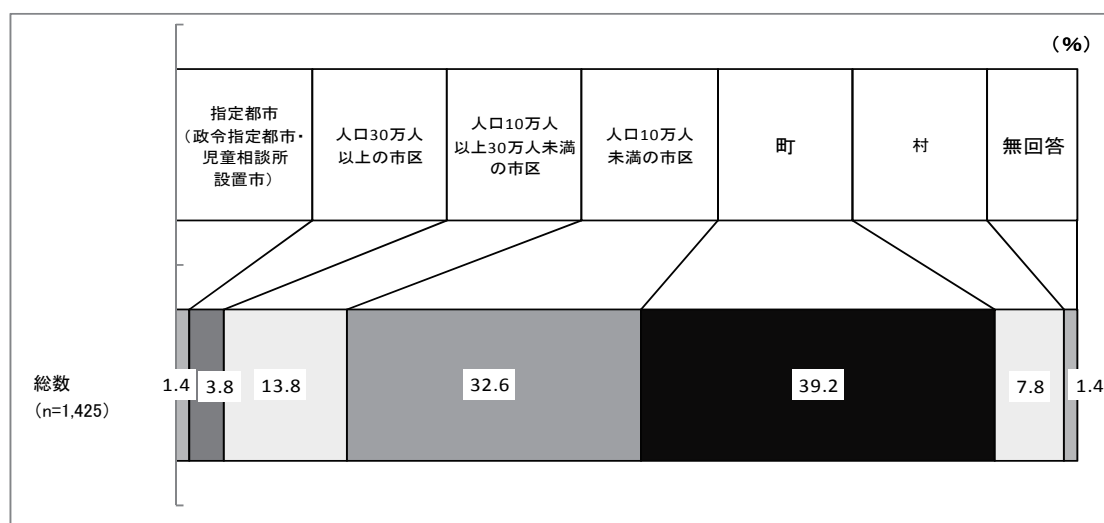 （%）
指定都市
（政令指定都市・
児童相談所
設置市）
人口30万人
以上の市区
人口10万人
以上30万人未満
の市区
人口10万人
未満の市区
町
村
無回答
総数
（n=1,425）
1.4
3.8
13.8
32.6
39.2
7.8
1.4